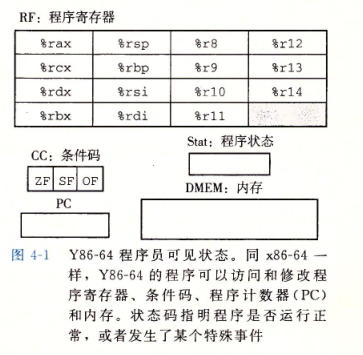 RF：程序寄存器
%rax %rsp %r8 %r12
%rcx %rbp %r9 %r13
%rdx %rsi %r10 %r14
%rbx %rdi %r11
CC：条件码
ZF SF OF
PC
Stat：程序状态
DMEM：内存
图 4-1 Y86-64 程序员可见状态。同 x86-64 一
样，Y86-64 的程序可以访问和修改程
序寄存器、条件码、程序计数器(PC)
和内存。状态码指明程序是否运行正
常，或者发生了某个特殊事件